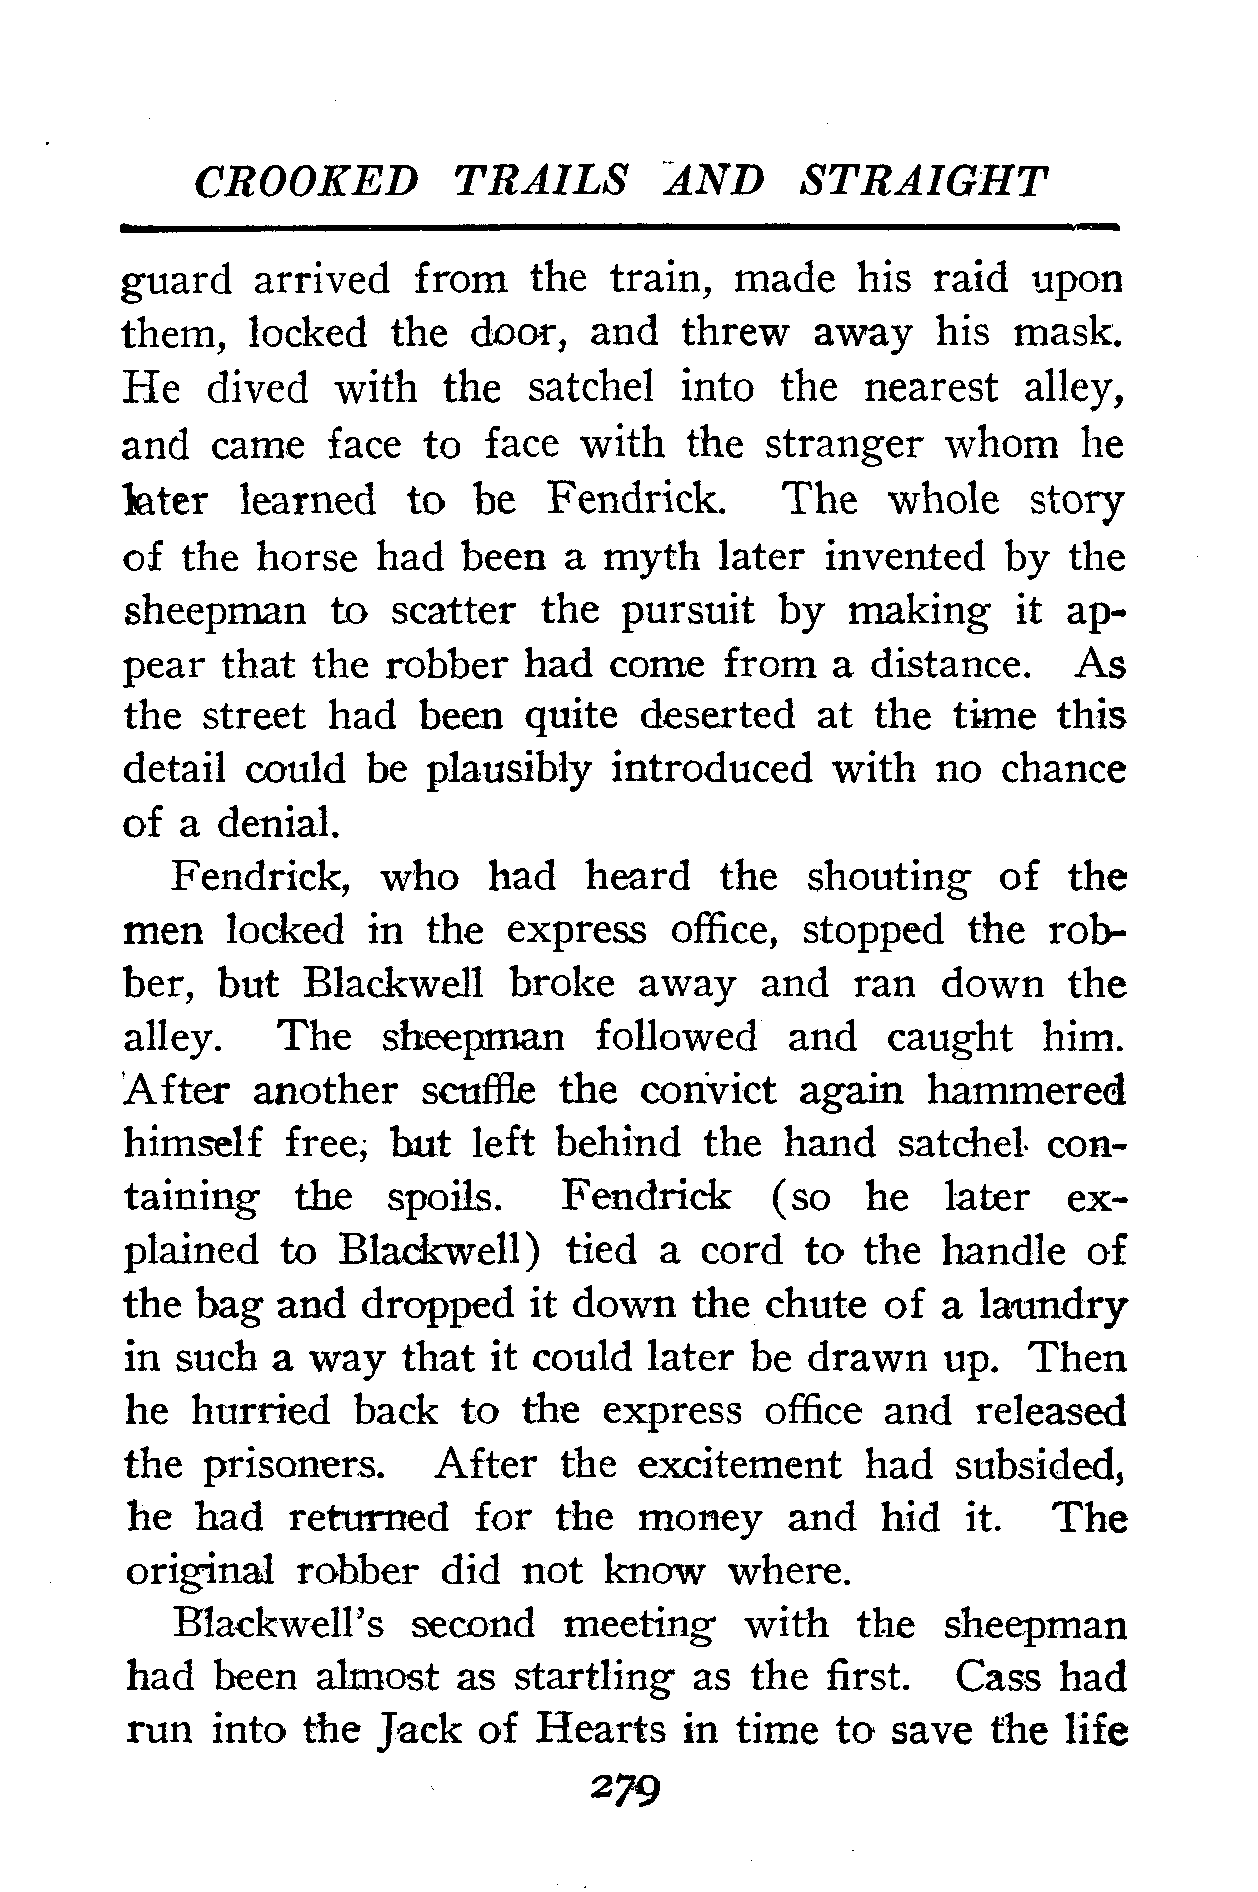 CROOKED TRAILS AND STRAIGHT
guard arrived from the train, made his raid upon
them, locked the door, and threw away his mask.
He dived with the satchel into the nearest alley,
and came face to face with the stranger whom he
later learned to be Fendrick. The whole story
of the horse had been a myth later invented by the
sheepman to scatter the pursuit by making it ap-
pear that the robber had come from a distance. As
the street had been quite deserted at the time this
detail could be plausibly introduced with no chance
of a denial.
Fendrick, who had heard the shouting of the
men locked in the express office, stopped the rob-
ber, but Blackwell broke away and ran down the
alley. The sheepman followed and caught him.
After another scuffle the convict again hammered
himself free, but left behind the hand satchel con-
taining the spoils. Fendrick (so he later ex-
plained to Blackwell) tied a cord to the handle of
the bag and dropped it down the chute of a laundry
in such a way that it could later be drawn up. Then
he hurried back to the express office and released
the prisoners. After the excitement had subsided,
he had returned for the money and hid it. The
original robber did not know where.
Blackwell's second meeting with the sheepman
had been almost as startling as the first. Cass had
run into the Jack of Hearts in time to save the life
279